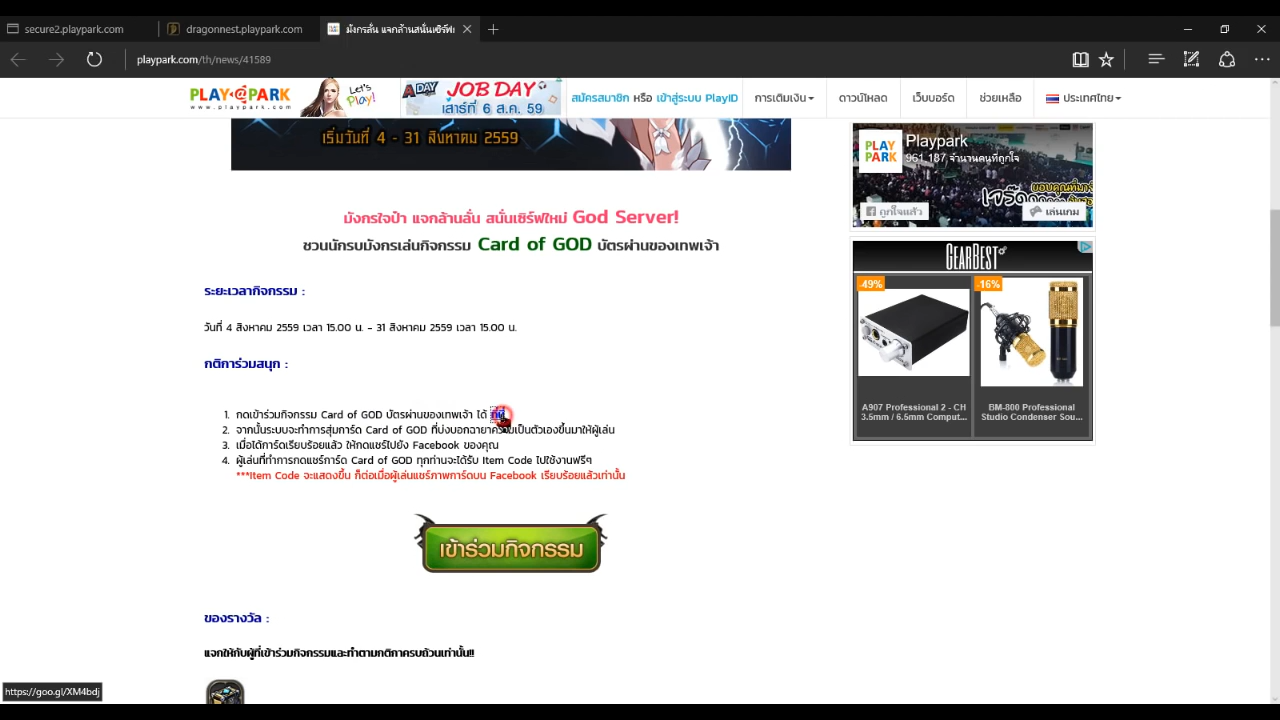 secure2.playpark.com
dragonnest.playpark.com
มังกรลั่น แจกล้านสนั่นเซิร์ฟ
playpark.com/th/news/41589
PLAY@PARK
www.playpark.com
Let's Play!
A DAY JOB DAY
เสาร์ที่ 6 ส.ค. 59
สมัครสมาชิก หรือ เข้าสู่ระบบ PlayID
การเติมเงิน
ดาวน์โหลด
เว็บบอร์ด
ช่วยเหลือ
ประเทศไทย
เริ่มวันที่ 4 - 31 สิงหาคม 2559
PLAY PARK
Playpark
961,187 จำนวนคนที่ถูกใจ
ถูกใจแล้ว
เล่นเกม
มังกรใจป้ำ แจกล้านลั่น สนั่นเซิร์ฟใหม่ God Server!
ชวนนักรบมังกรเล่นกิจกรรม Card of GOD บัตรผ่านของเทพเจ้า
ระยะเวลากิจกรรม :
วันที่ 4 สิงหาคม 2559 เวลา 15.00 น. - 31 สิงหาคม 2559 เวลา 15.00 น.
กติการ่วมสนุก :
1. กดเข้าร่วมกิจกรรม Card of GOD บัตรผ่านของเทพเจ้า ได้ ที่นี่
2. จากนั้นระบบจะทำการสุ่มการ์ด Card of GOD ที่บ่งบอกฉายาความเป็นตัวเองขึ้นมาให้ผู้เล่น
3. เมื่อได้การ์ดเรียบร้อยแล้ว ให้กดแชร์ไปยัง Facebook ของคุณ
4. ผู้เล่นที่ทำการกดแชร์การ์ด Card of GOD ทุกท่านจะได้รับ Item Code ไปใช้งานฟรีๆ
***Item Code จะแสดงขึ้น ก็ต่อเมื่อผู้เล่นแชร์ภาพการ์ดบน Facebook เรียบร้อยแล้วเท่านั้น
เข้าร่วมกิจกรรม
ของรางวัล :
แจกให้กับผู้ที่เข้าร่วมกิจกรรมและทำตามกติกาครบถ้วนเท่านั้น!!
GEARBEST
-49%
-16%
A907 Professional 2 - CH 3.5mm / 6.5mm Comput...
BM-800 Professional Studio Condenser Sou...
https://goo.gl/XM4bdj